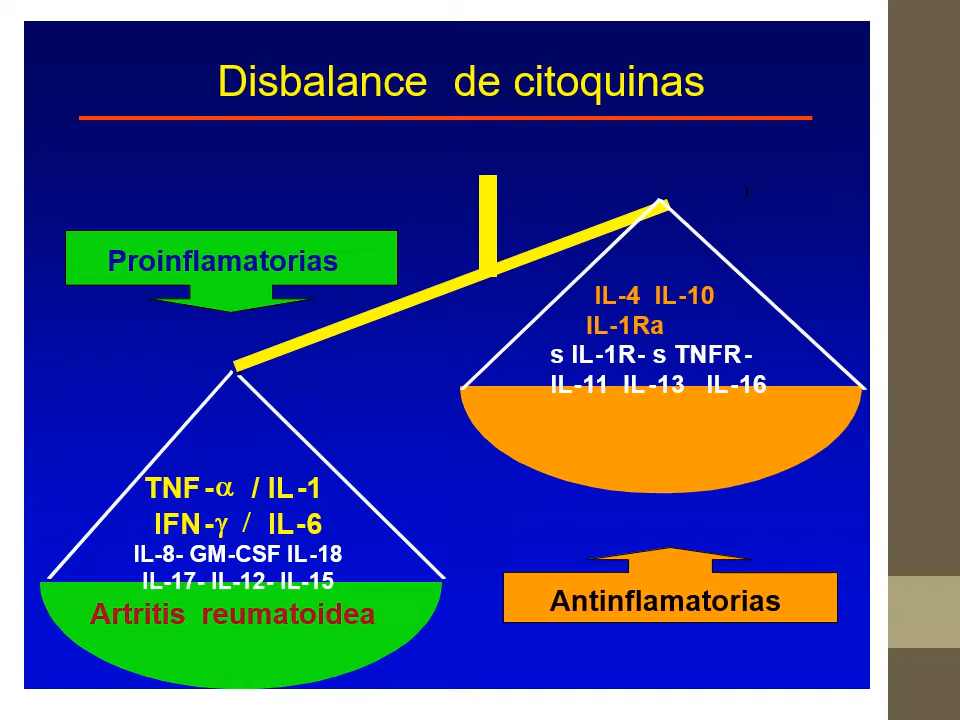 Disbalance de citoquinas
Proinflamatorias
IL-4 IL-10
IL-1Ra
s IL-1R- s TNFR-
IL-11 IL-13 IL-16
TNF-α / IL-1
IFN-γ / IL-6
IL-8- GM-CSF IL-18
IL-17- IL-12- IL-15
Artritis reumatoidea
Antinflamatorias